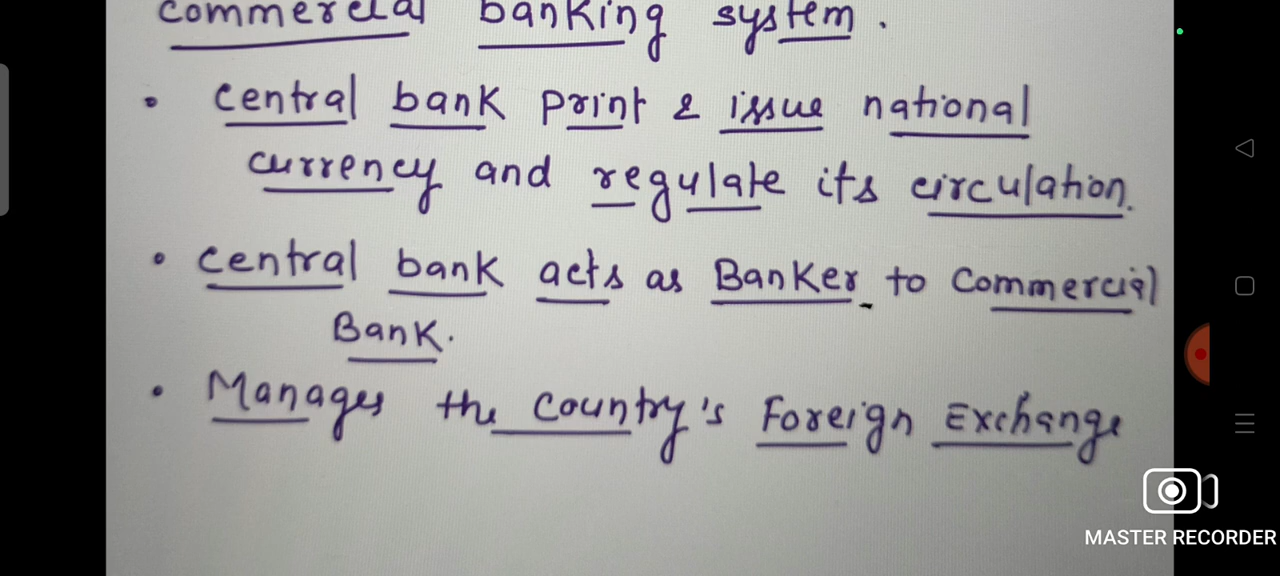 commercial banking system.
• central bank print & issue national
currency and regulate its circulation.
• central bank acts as Banker to Commercial
Bank.
• Manages the country's Foreign Exchange
MASTER RECORDER